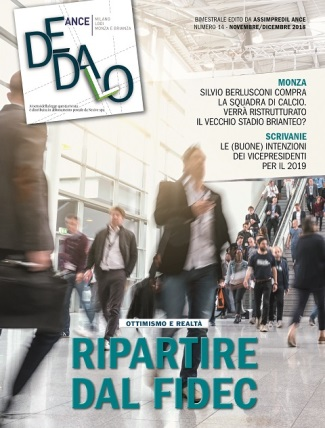 ANCE
MILANO
LODI
MONZA E BRIANZA
DEDALO
BIMESTRALE EDITO DA ASSIMPREDIL ANCE
NUMERO 14 - NOVEMBRE/DICEMBRE 2018
MONZA
SILVIO BERLUSCONI COMPRA
LA SQUADRA DI CALCIO.
VERRÀ RISTRUTTURATO
IL VECCHIO STADIO BRIANTEO?
SCRIVANIE
LE (BUONE) INTENZIONI
DEI VICEPRESIDENTI
PER IL 2019
OTTIMISMO E REALTÀ
RIPARTIRE
DAL FIDEC